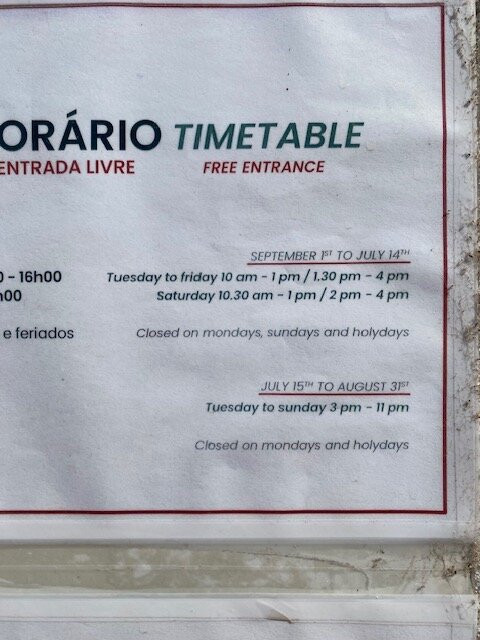 ORÁRIO TIMETABLE
ENTRADA LIVRE FREE ENTRANCE
SEPTEMBER 1ST TO JULY 14TH
0 - 16h00 Tuesday to friday 10 am - 1 pm / 1.30 pm - 4 pm
h00 Saturday 10.30 am - 1 pm / 2 pm - 4 pm
e feriados Closed on mondays, sundays and holydays
JULY 15TH TO AUGUST 31ST
Tuesday to sunday 3 pm - 11 pm
Closed on mondays and holydays